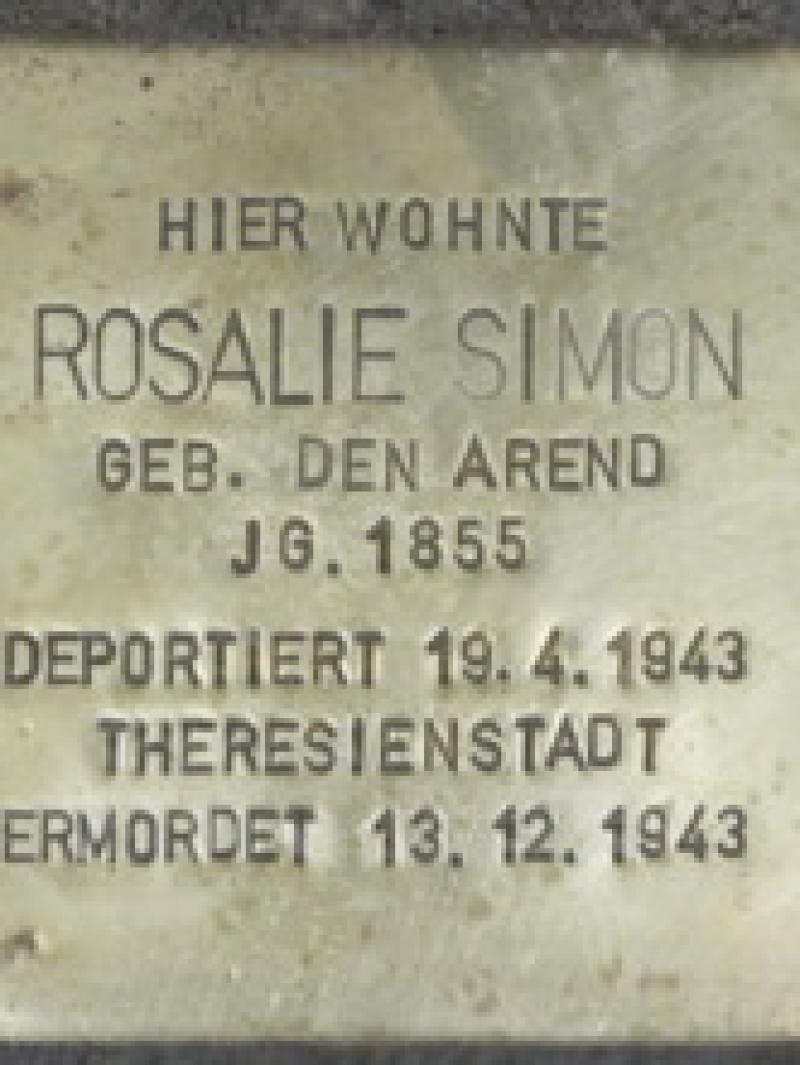 HIER WOHNTE
ROSALIE SIMON
GEB. DEN AREND
JG. 1855
DEPORTIERT 19.4.1943
THERESIENSTADT
ERMORDET 13.12.1943